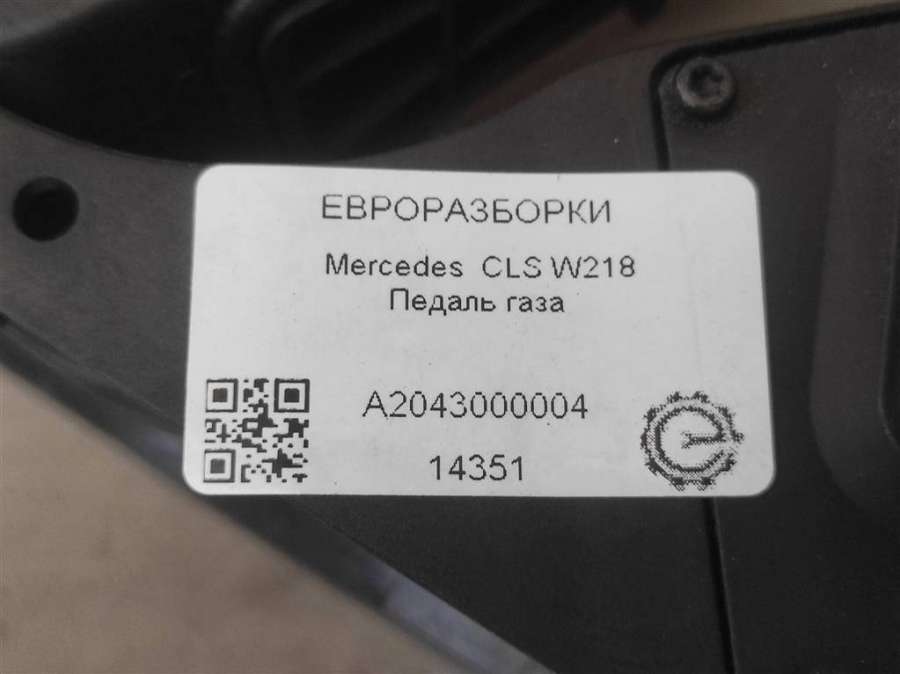 ЕВРОРАЗБОРКИ
Mercedes CLS W218
Педаль газа
A2043000004
14351